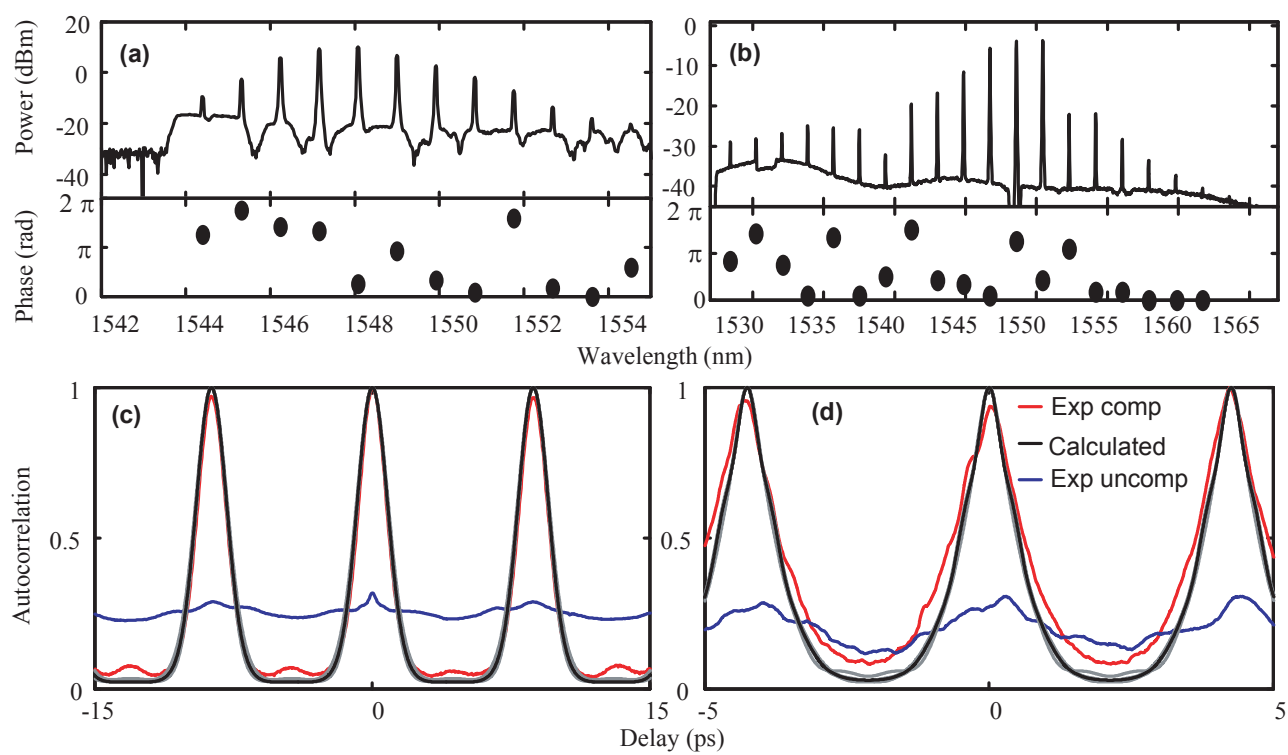 (a)
Power (dBm)
20
0
-20
-40
(b)
0
-10
-20
-30
-40
Phase (rad)
2 π
π
0
2 π
π
0
1542 1544 1546 1548 1550 1552 1554
1530 1535 1540 1545 1550 1555 1560 1565
Wavelength (nm)
(c)
Autocorrelation
1
0.5
0
-15 0 15
(d)
Exp comp
Calculated
Exp uncomp
1
0.5
0
-5 0 5
Delay (ps)